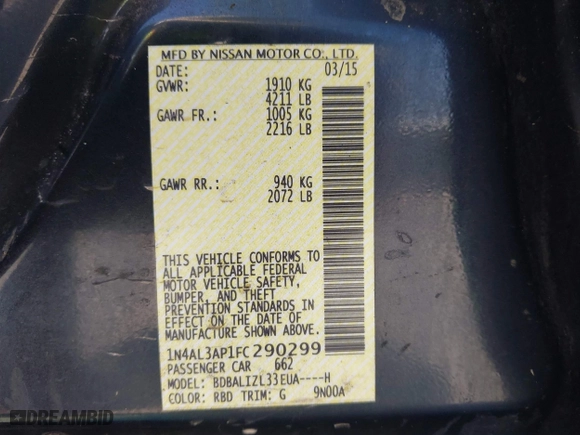 MFD BY NISSAN MOTOR CO., LTD.
DATE: 03/15
GVWR: 1910 KG
4211 LB
GAWR FR.: 1005 KG
2216 LB
GAWR RR.: 940 KG
2072 LB
THIS VEHICLE CONFORMS TO
ALL APPLICABLE FEDERAL
MOTOR VEHICLE SAFETY,
BUMPER, AND THEFT
PREVENTION STANDARDS IN
EFFECT ON THE DATE OF
MANUFACTURE SHOWN ABOVE.
1N4AL3AP1FC290299
PASSENGER CAR 662
MODEL: BDBALIZL33EUA----H
COLOR: RBD TRIM: G 9N00A
DREAMBID